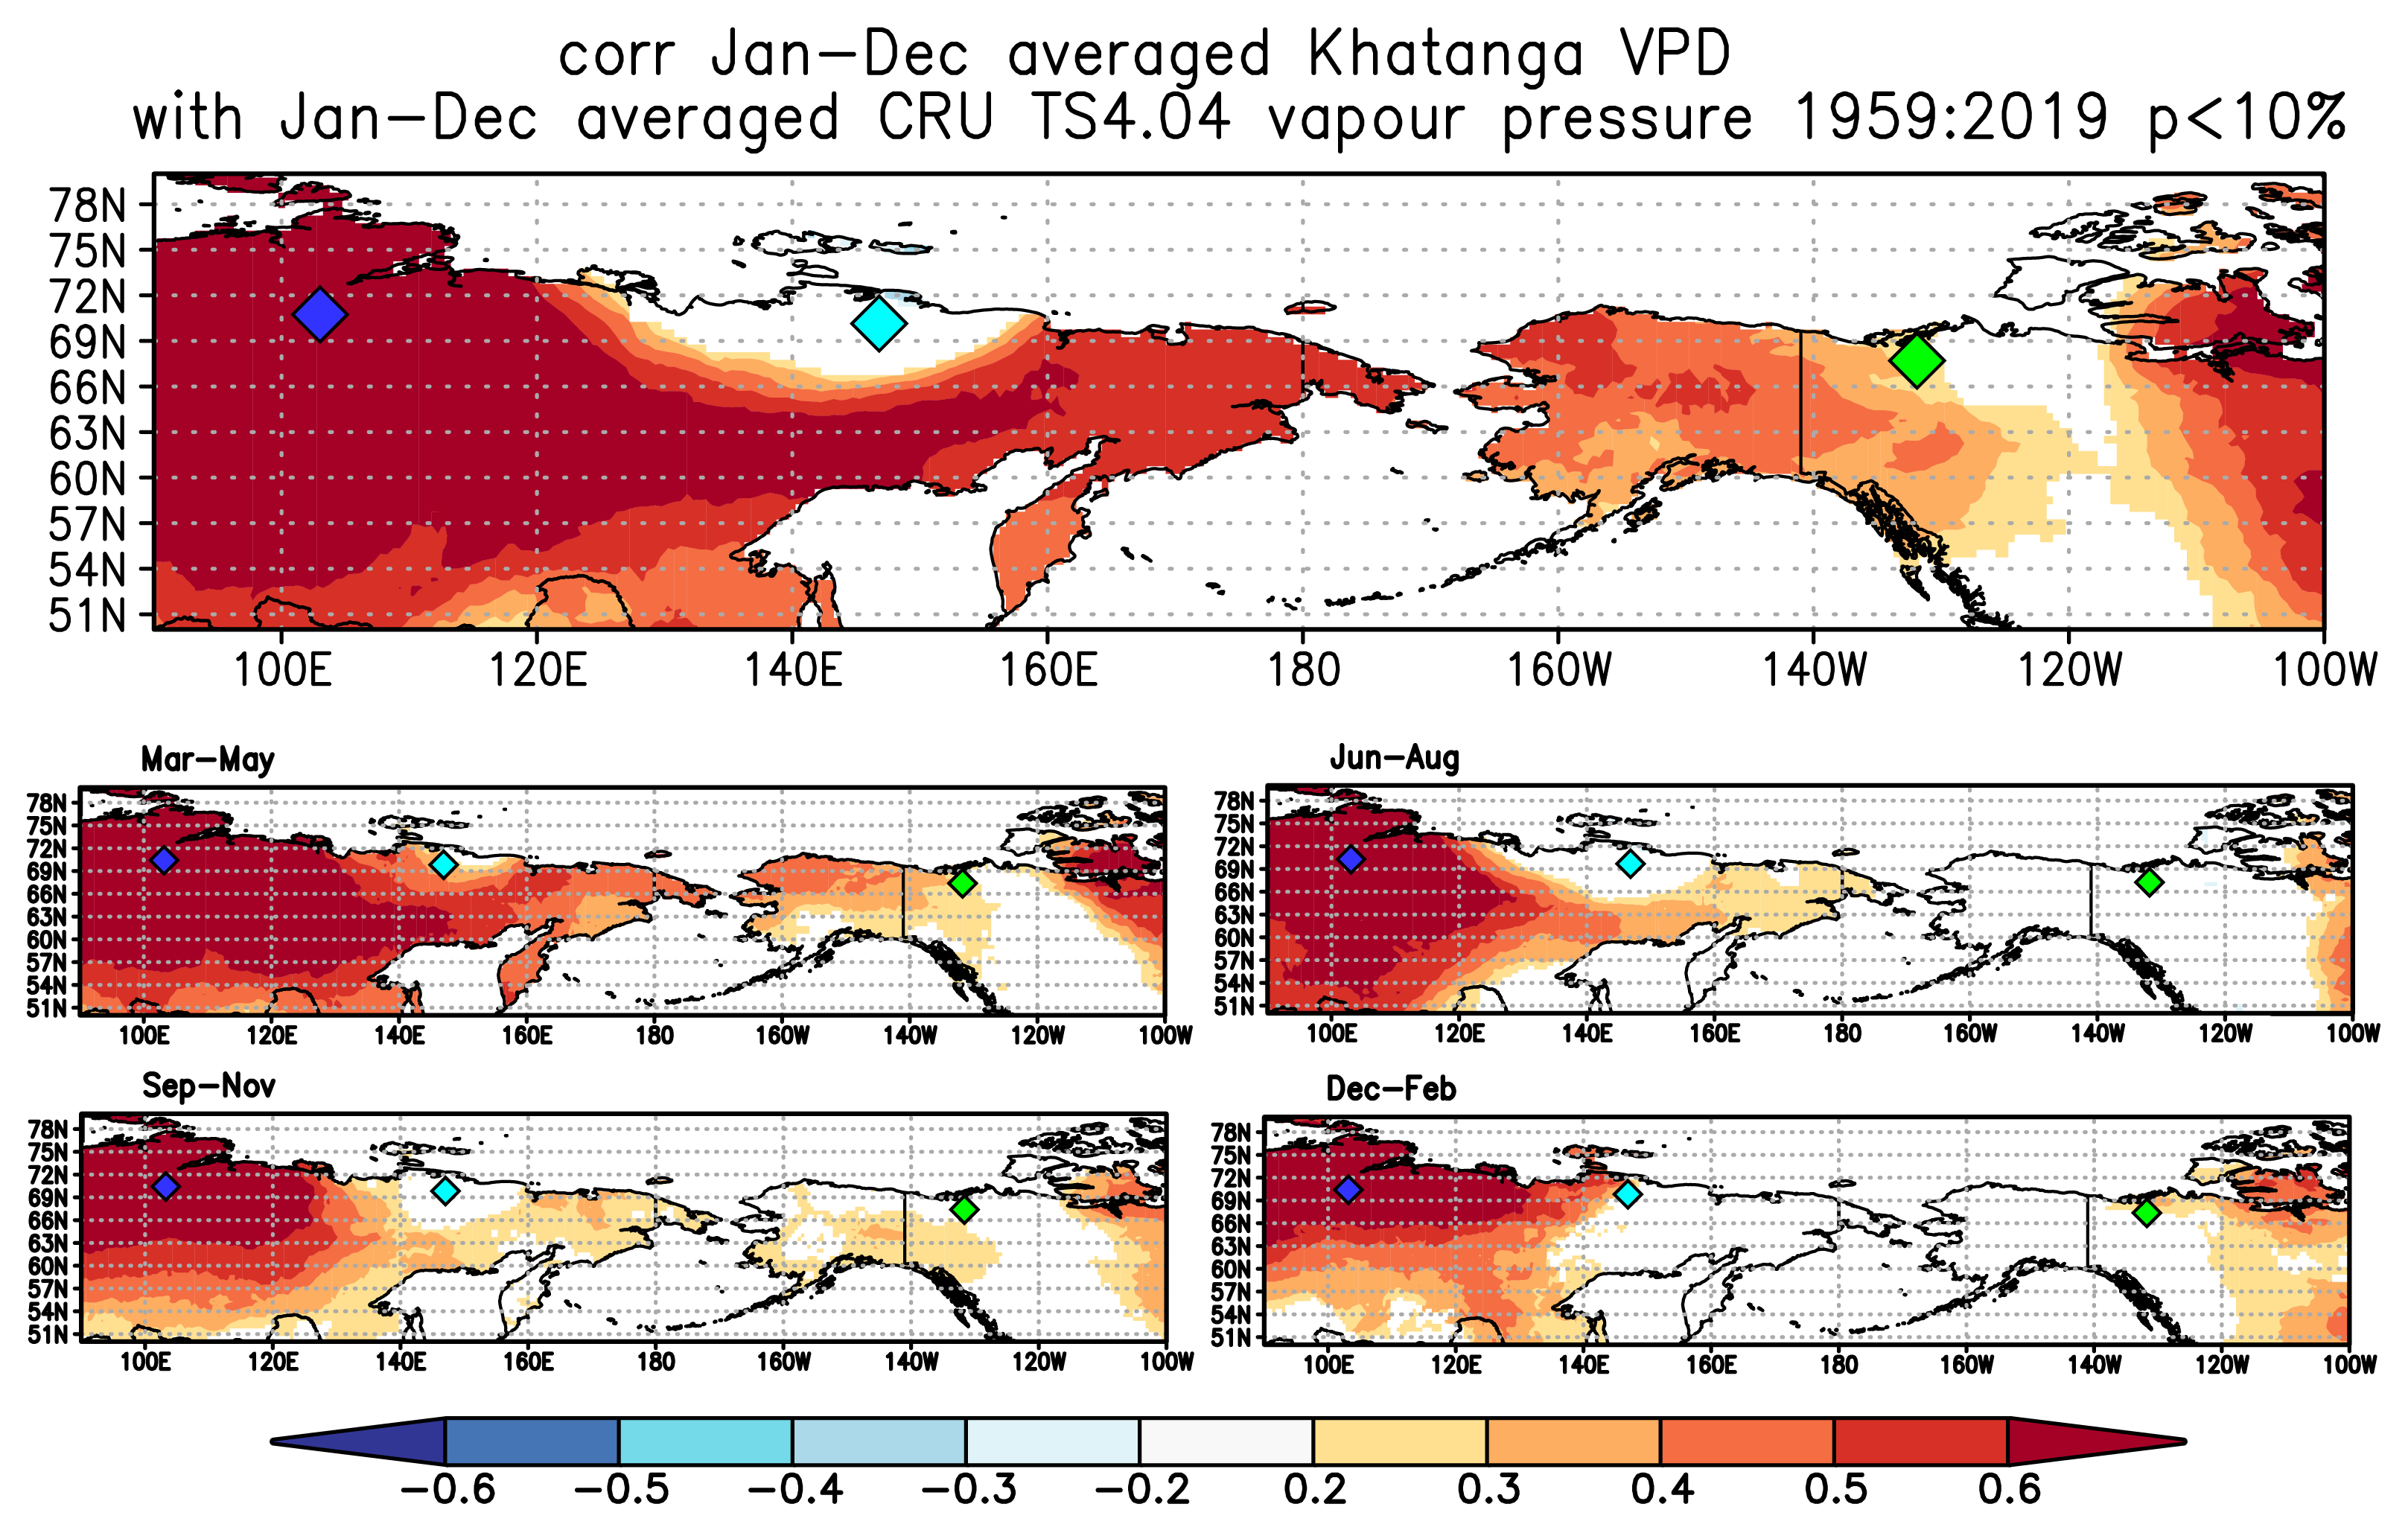 corr Jan−Dec averaged Khatanga VPD
with Jan−Dec averaged CRU TS4.04 vapour pressure 1959:2019 p<10%
78N
75N
72N
69N
66N
63N
60N
57N
54N
51N
100E 120E 140E 160E 180 160W 140W 120W 100W
Mar−May
78N
75N
72N
69N
66N
63N
60N
57N
54N
51N
100E 120E 140E 160E 180 160W 140W 120W 100W
Jun−Aug
78N
75N
72N
69N
66N
63N
60N
57N
54N
51N
100E 120E 140E 160E 180 160W 140W 120W 100W
Sep−Nov
78N
75N
72N
69N
66N
63N
60N
57N
54N
51N
100E 120E 140E 160E 180 160W 140W 120W 100W
Dec−Feb
78N
75N
72N
69N
66N
63N
60N
57N
54N
51N
100E 120E 140E 160E 180 160W 140W 120W 100W
−0.6 −0.5 −0.4 −0.3 −0.2 0.2 0.3 0.4 0.5 0.6